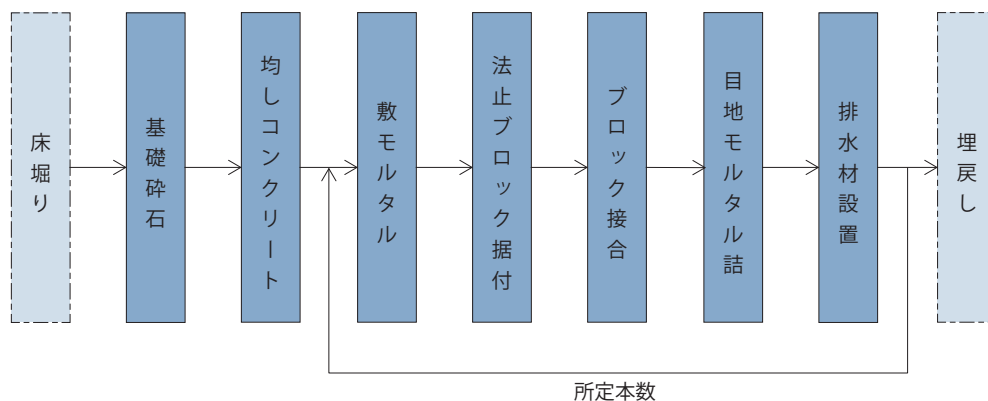 床堀り
基礎砕石
均しコンクリート
敷モルタル
法止ブロック据付
ブロック接合
目地モルタル詰
排水材設置
埋戻し
所定本数